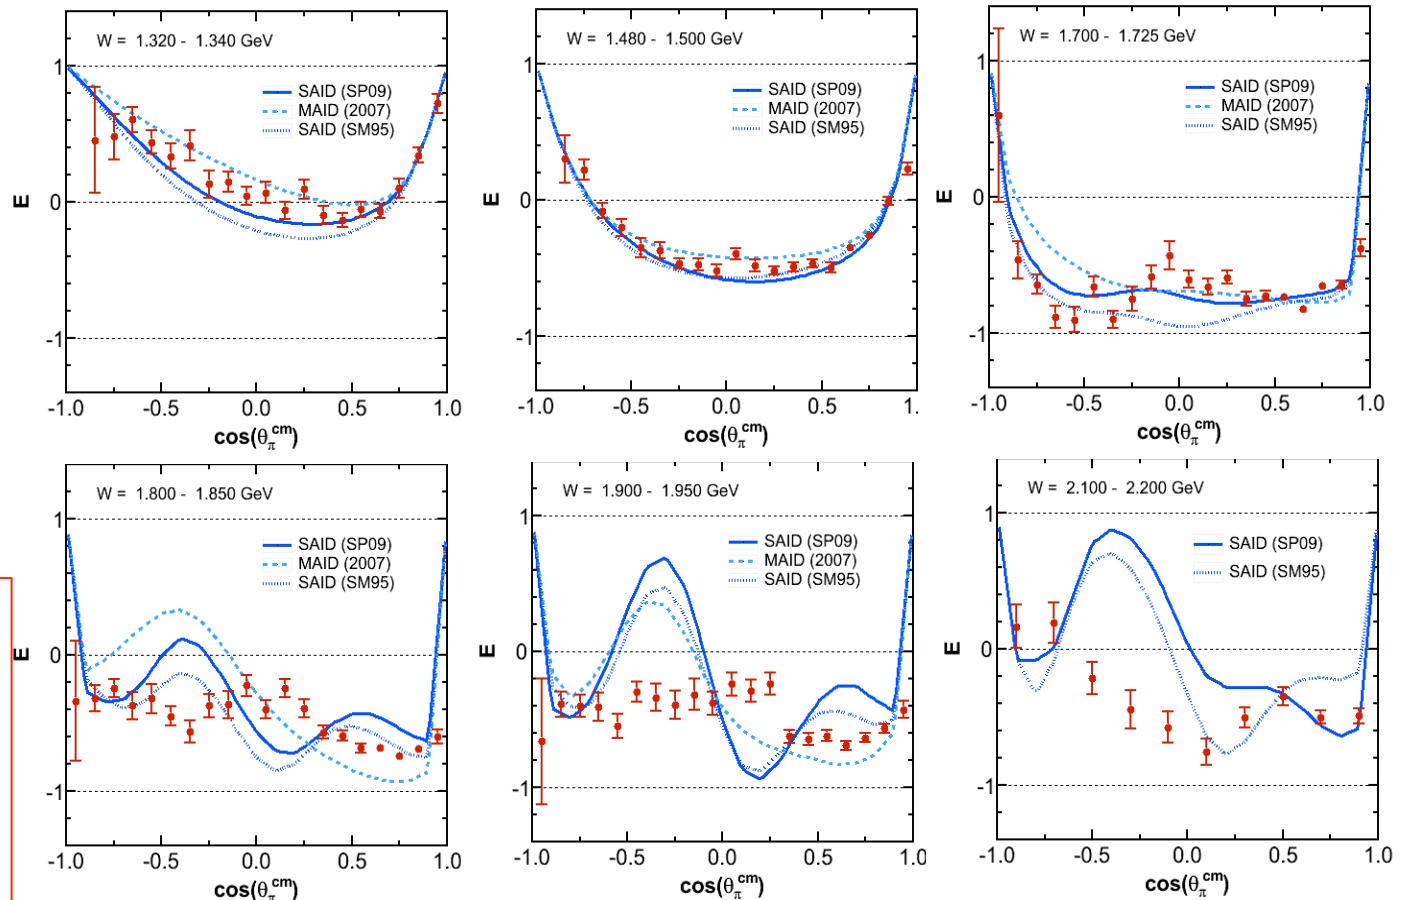 W = 1.320 - 1.340 GeV
SAID (SP09)
MAID (2007)
SAID (SM95)
1
0
-1
E
-1.0 -0.5 0.0 0.5 1.0
cos(θπcm)
W = 1.480 - 1.500 GeV
SAID (SP09)
MAID (2007)
SAID (SM95)
1
0
-1
E
-1.0 -0.5 0.0 0.5 1.
cos(θπcm)
W = 1.700 - 1.725 GeV
SAID (SP09)
MAID (2007)
SAID (SM95)
1
0
-1
E
-1.0 -0.5 0.0 0.5 1.0
cos(θπcm)
W = 1.800 - 1.850 GeV
SAID (SP09)
MAID (2007)
SAID (SM95)
1
0
-1
E
-1.0 -0.5 0.0 0.5 1.0
cos(θπcm)
W = 1.900 - 1.950 GeV
SAID (SP09)
MAID (2007)
SAID (SM95)
1
0
-1
E
-1.0 -0.5 0.0 0.5 1.0
cos(θπcm)
W = 2.100 - 2.200 GeV
SAID (SP09)
SAID (SM95)
1
0
-1
E
-1.0 -0.5 0.0 0.5 1.0
cos(θπcm)